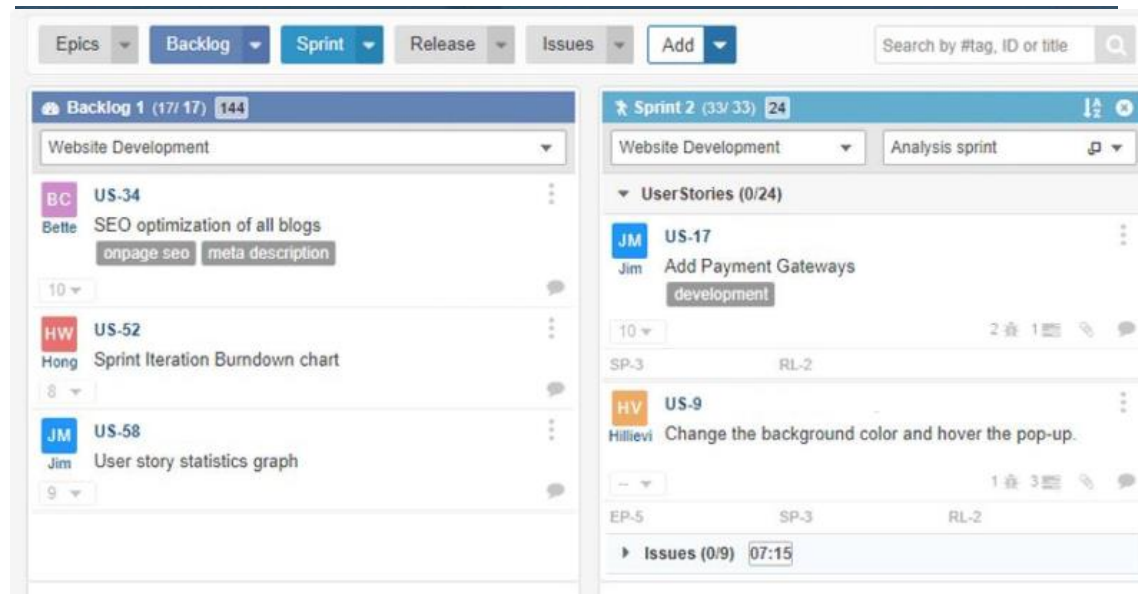 Epics Backlog Sprint Release Issues Add Search by #tag, ID or title
Backlog 1 (17/ 17) 144
Website Development
BC US-34
Bette SEO optimization of all blogs
onpage seo meta description
10
HW US-52
Hong Sprint Iteration Burndown chart
8
JM US-58
Jim User story statistics graph
9
Sprint 2 (33/ 33) 24
Website Development Analysis sprint
UserStories (0/24)
JM US-17
Jim Add Payment Gateways
development
10 2 1
SP-3 RL-2
HV US-9
Hillievi Change the background color and hover the pop-up.
-- 1 3
EP-5 SP-3 RL-2
Issues (0/9) 07:15